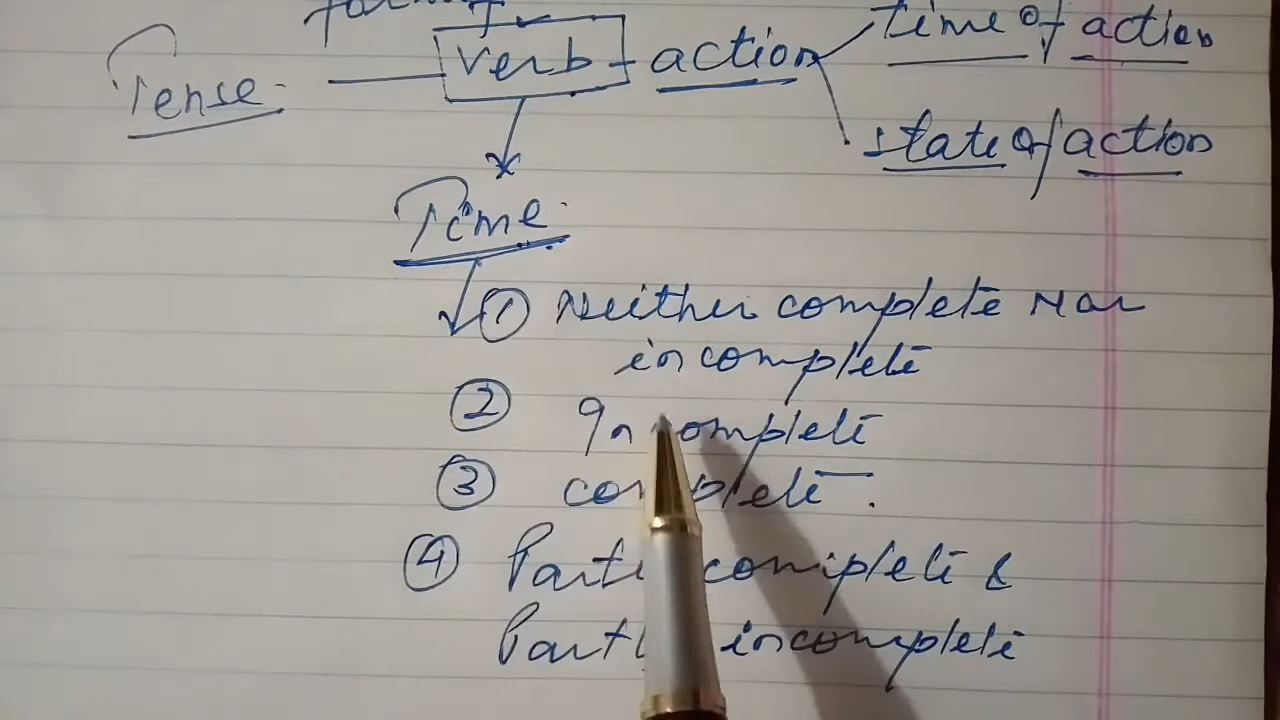 time of action
Tense. verb action
state of action
Time.
① Neither complete Nor
incomplete
② Incomplete
③ complete.
④ Partly complete &
Partly incomplete